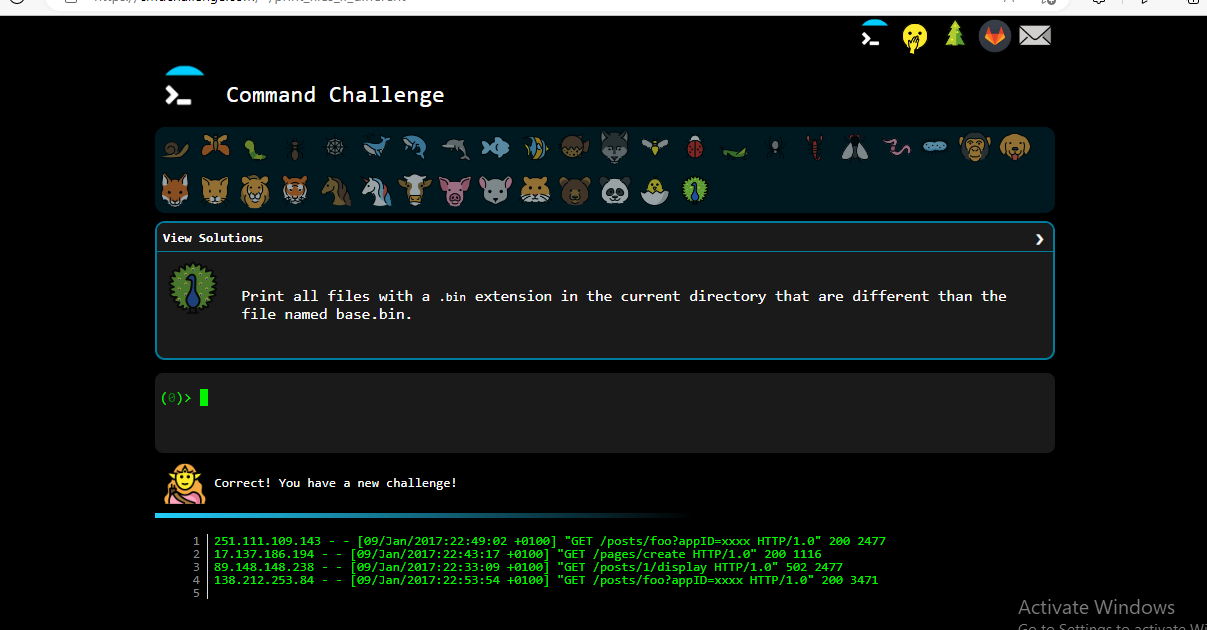 Command Challenge
View Solutions
Print all files with a .bin extension in the current directory that are different than the
file named base.bin.
(0)>
Correct! You have a new challenge!
1 251.111.109.143 - - [09/Jan/2017:22:49:02 +0100] "GET /posts/foo?appID=xxxx HTTP/1.0" 200 2477
2 17.137.186.194 - - [09/Jan/2017:22:43:17 +0100] "GET /pages/create HTTP/1.0" 200 1116
3 89.148.148.238 - - [09/Jan/2017:22:33:09 +0100] "GET /posts/1/display HTTP/1.0" 502 2477
4 138.212.253.84 - - [09/Jan/2017:22:53:54 +0100] "GET /posts/foo?appID=xxxx HTTP/1.0" 200 3471
5
Activate Windows
Go to Settings to activate Wi